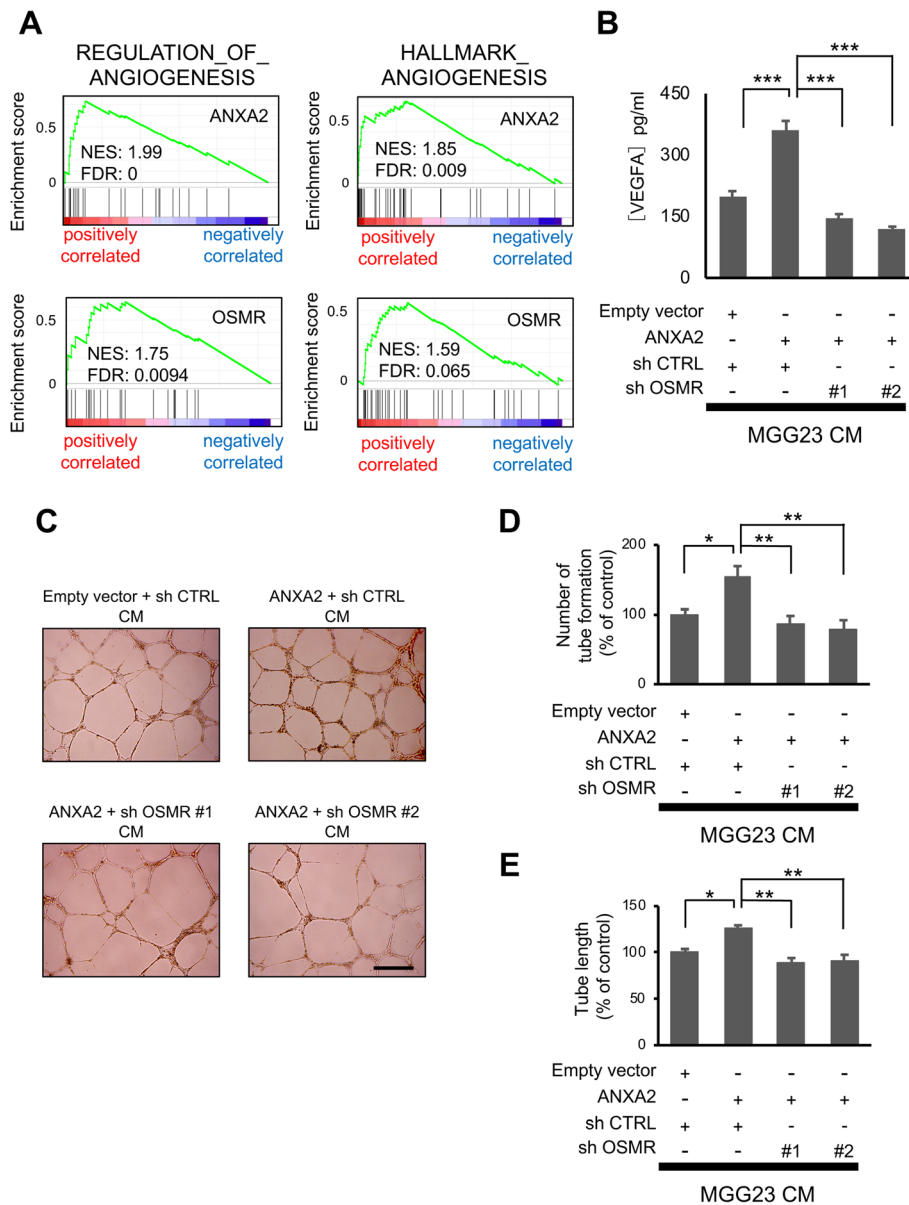 A
REGULATION_OF_
ANGIOGENESIS
Enrichment score
0.5
0
ANXA2
NES: 1.99
FDR: 0
positively
correlated
negatively
correlated
HALLMARK_
ANGIOGENESIS
Enrichment score
0.5
0
ANXA2
NES: 1.85
FDR: 0.009
positively
correlated
negatively
correlated
Enrichment score
0.5
0
OSMR
NES: 1.75
FDR: 0.0094
positively
correlated
negatively
correlated
Enrichment score
0.5
0
OSMR
NES: 1.59
FDR: 0.065
positively
correlated
negatively
correlated
B
***
*** ***
[VEGFA] pg/ml
450
300
150
0
Empty vector + - - -
ANXA2 - + + +
sh CTRL + + - -
sh OSMR - - #1 #2
MGG23 CM
C
Empty vector + sh CTRL
CM
ANXA2 + sh CTRL
CM
ANXA2 + sh OSMR #1
CM
ANXA2 + sh OSMR #2
CM
D
**
* **
Number of
tube formation
(% of control)
200
100
0
Empty vector + - - -
ANXA2 - + + +
sh CTRL + + - -
sh OSMR - - #1 #2
MGG23 CM
E
**
* **
Tube length
(% of control)
150
100
50
0
Empty vector + - - -
ANXA2 - + + +
sh CTRL + + - -
sh OSMR - - #1 #2
MGG23 CM